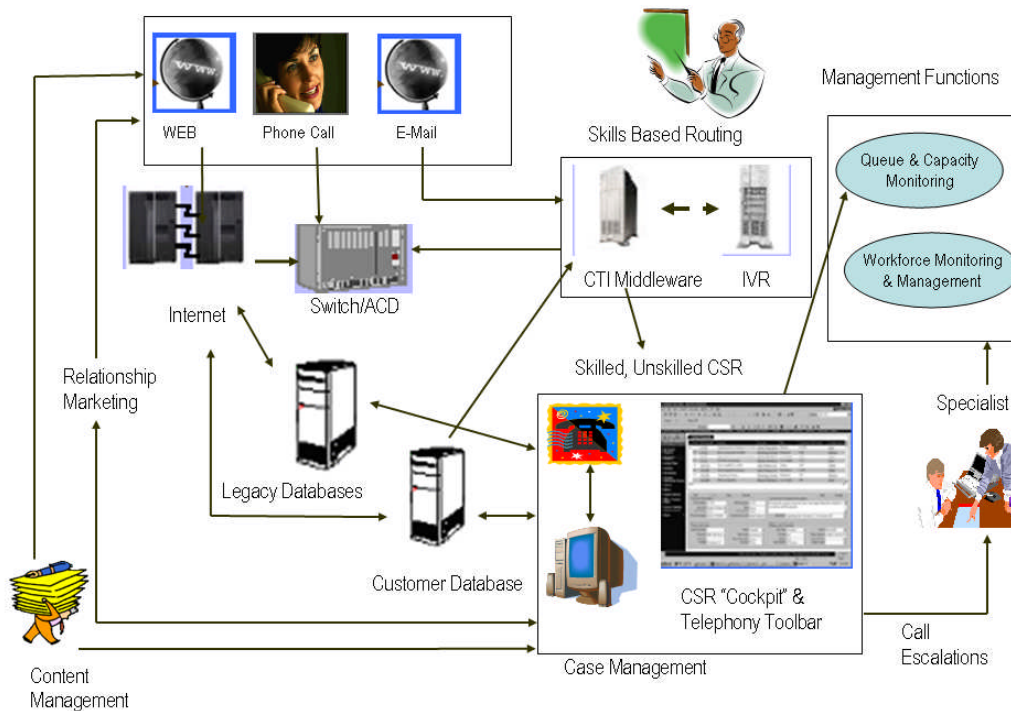 WWW
WWW
WEB
Phone Call
E-Mail
Skills Based Routing
Management Functions
Queue & Capacity
Monitoring
Workforce Monitoring
& Management
CTI Middleware
IVR
Internet
Switch/ACD
Skilled, Unskilled CSR
Relationship
Marketing
Specialist
Legacy Databases
Customer Database
CSR "Cockpit" &
Telephony Toolbar
Call
Escalations
Case Management
Content
Management